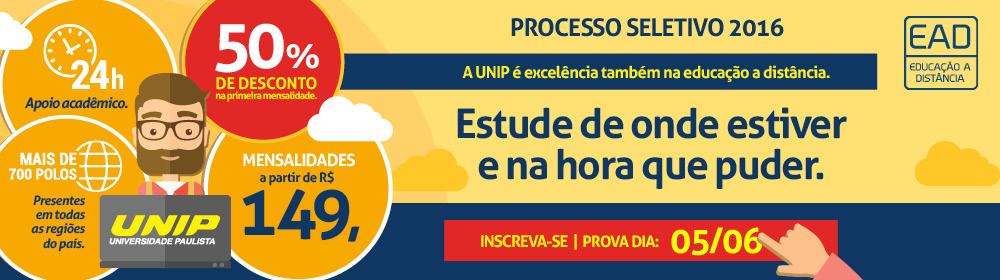 24h
Apoio acadêmico.
50%
DE DESCONTO
na primeira mensalidade.
MAIS DE
700 POLOS
Presentes
em todas
as regiões
do país.
UNIP
UNIVERSIDADE PAULISTA
MENSALIDADES
a partir de R$
149,
PROCESSO SELETIVO 2016
A UNIP é excelência também na educação a distância.
Estude de onde estiver
e na hora que puder.
INSCREVA-SE | PROVA DIA: 05/06
EAD
EDUCAÇÃO A
DISTÂNCIA